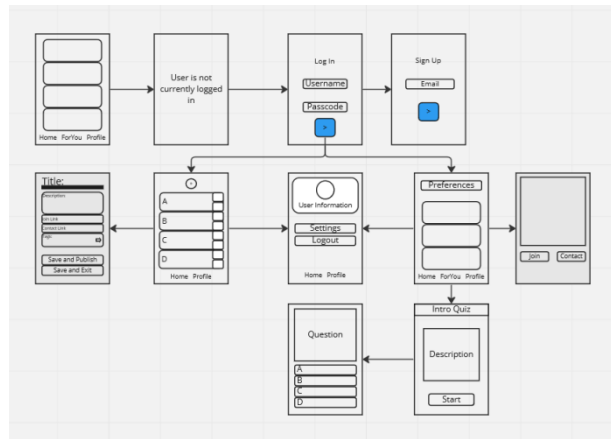 Home ForYou Profile
User is not
currently logged
in
Log In
Username
Passcode
>
Sign Up
Email
>
Title:
Description
Contact Link
Tags
Save and Publish
Save and Exit
+
A
B
C
D
Home Profile
User Information
Settings
Logout
Home Profile
Preferences
Home ForYou Profile
Join Contact
Question
A
B
C
D
Intro Quiz
Description
Start